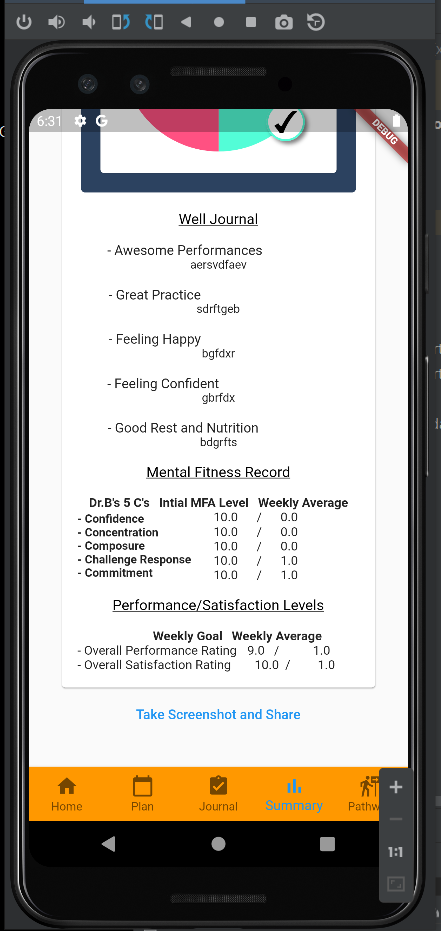 6:31
G
DEBUG
Well Journal
- Awesome Performances
aersvdfaev
- Great Practice
sdrftgeb
- Feeling Happy
bgfdxr
- Feeling Confident
gbrfdx
- Good Rest and Nutrition
bdgrfts
Mental Fitness Record
Dr.B's 5 C's Intial MFA Level Weekly Average
- Confidence 10.0 / 0.0
- Concentration 10.0 / 0.0
- Composure 10.0 / 0.0
- Challenge Response 10.0 / 1.0
- Commitment 10.0 / 1.0
Performance/Satisfaction Levels
Weekly Goal Weekly Average
- Overall Performance Rating 9.0 / 1.0
- Overall Satisfaction Rating 10.0 / 1.0
Take Screenshot and Share
Home Plan Journal Summary Pathw
1:1